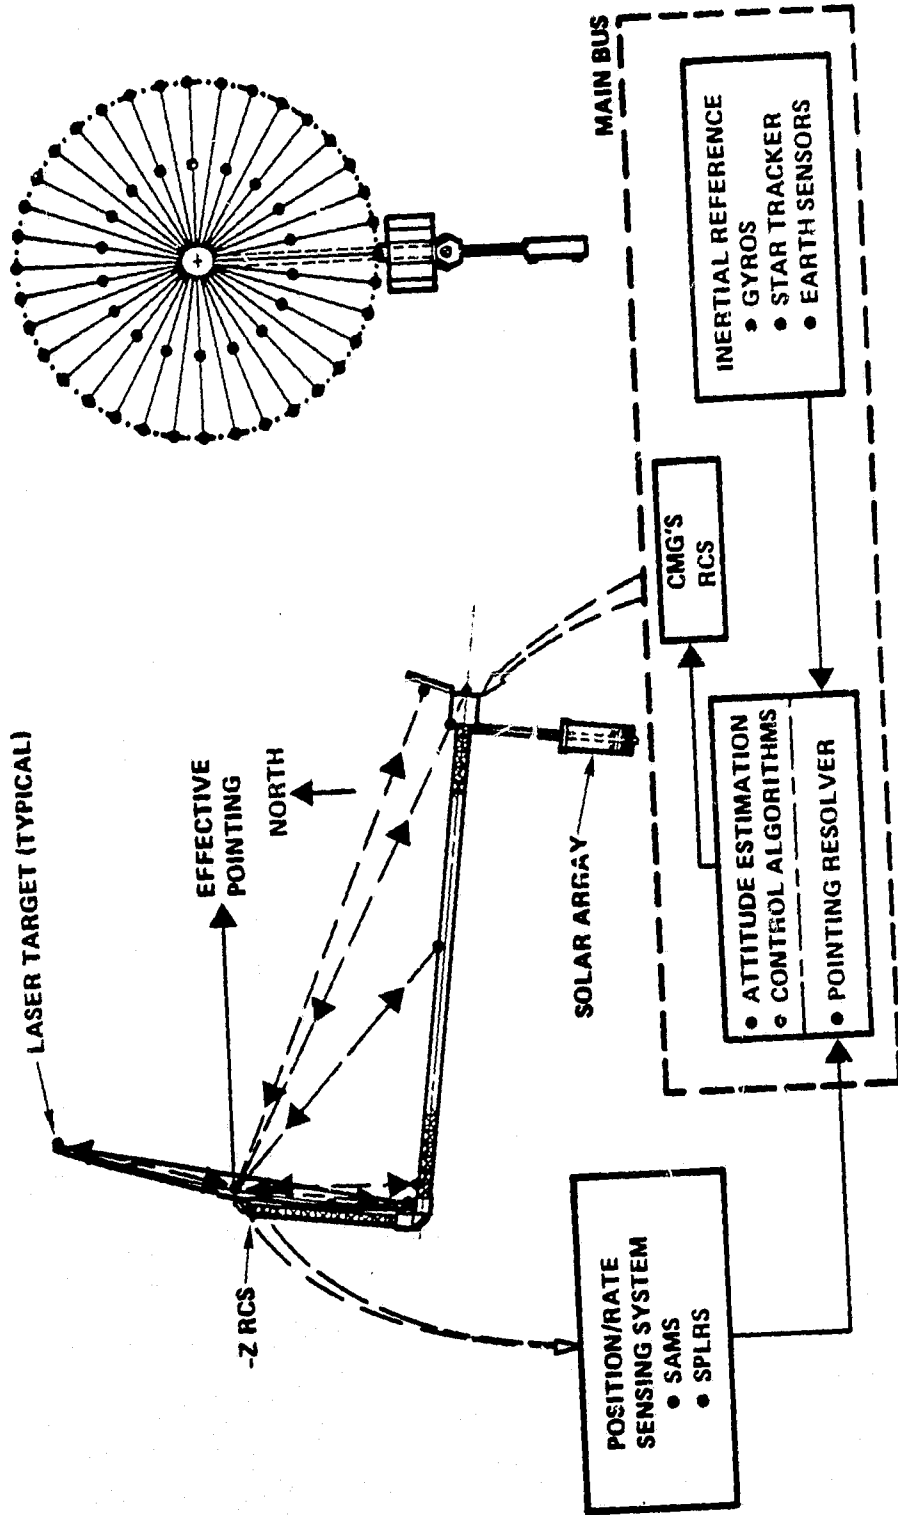 LASER TARGET (TYPICAL)
EFFECTIVE
POINTING
NORTH
-Z RCS
SOLAR ARRAY
MAIN BUS
POSITION/RATE
SENSING SYSTEM
● SAMS
● SPLRS
● ATTITUDE ESTIMATION
● CONTROL ALGORITHMS
● POINTING RESOLVER
CMG'S
RCS
INERTIAL REFERENCE
● GYROS
● STAR TRACKER
● EARTH SENSORS